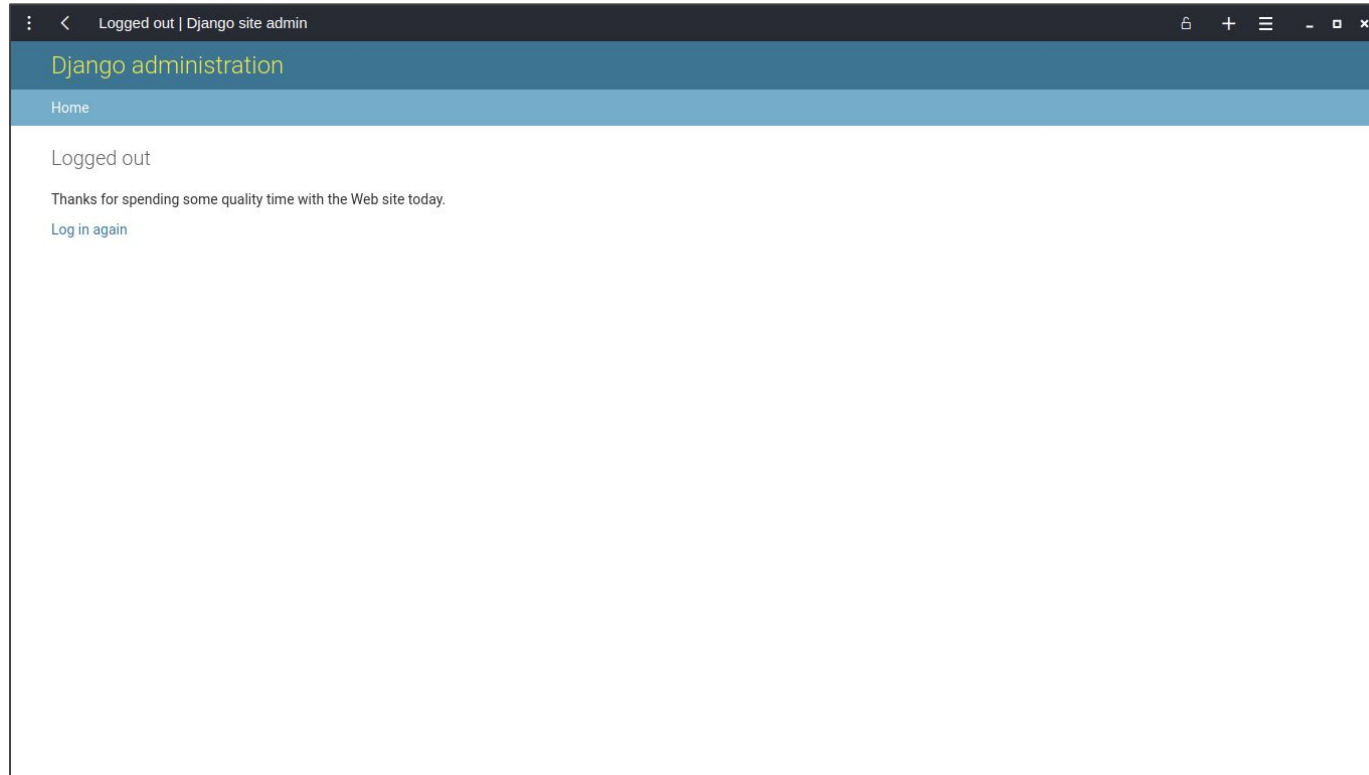 Logged out | Django site admin
Django administration
Home
Logged out
Thanks for spending some quality time with the Web site today.
Log in again